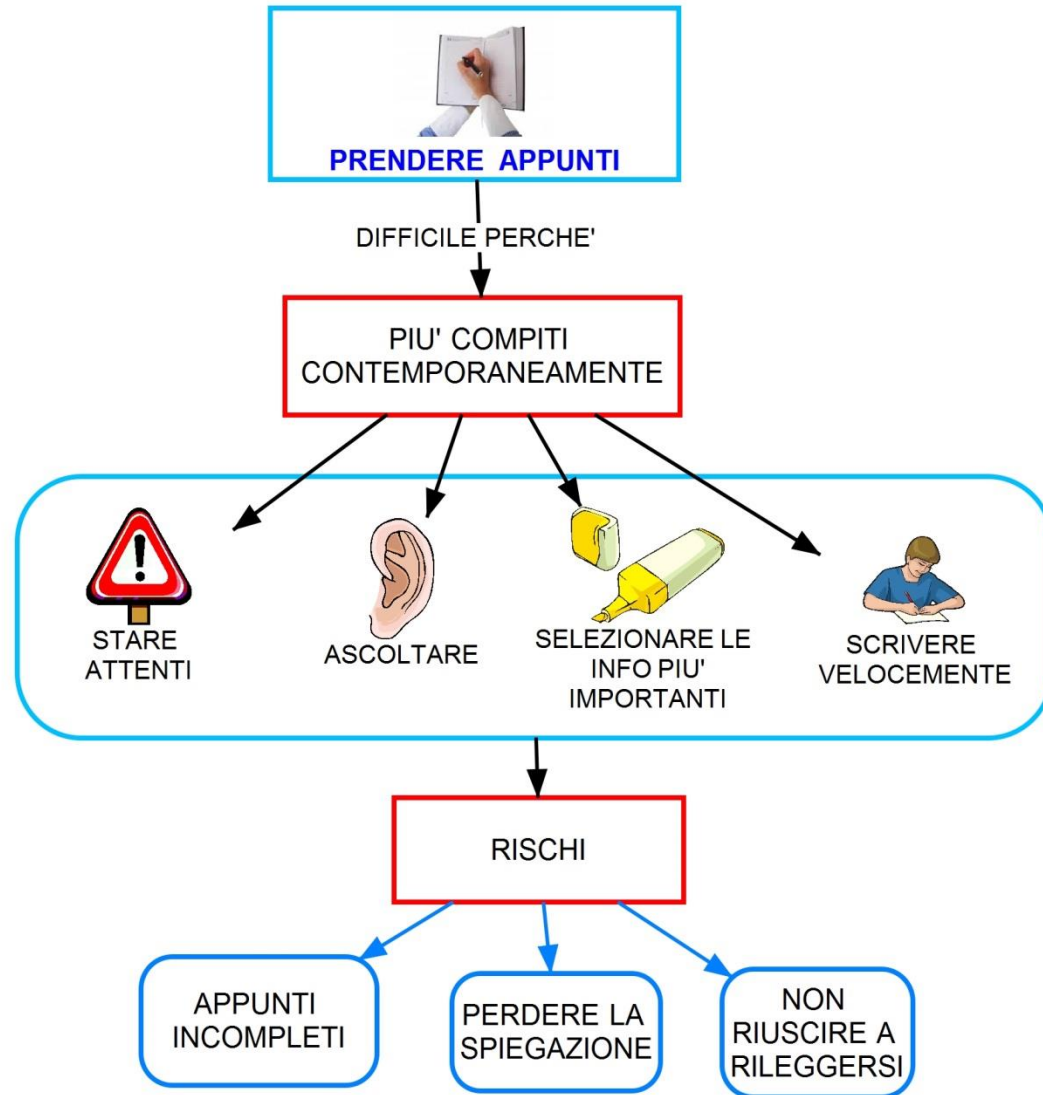 PRENDERE APPUNTI
DIFFICILE PERCHE'
PIU' COMPITI
CONTEMPORANEAMENTE
STARE
ATTENTI
ASCOLTARE
SELEZIONARE LE
INFO PIU'
IMPORTANTI
SCRIVERE
VELOCEMENTE
RISCHI
APPUNTI
INCOMPLETI
PERDERE LA
SPIEGAZIONE
NON
RIUSCIRE A
RILEGGERSI